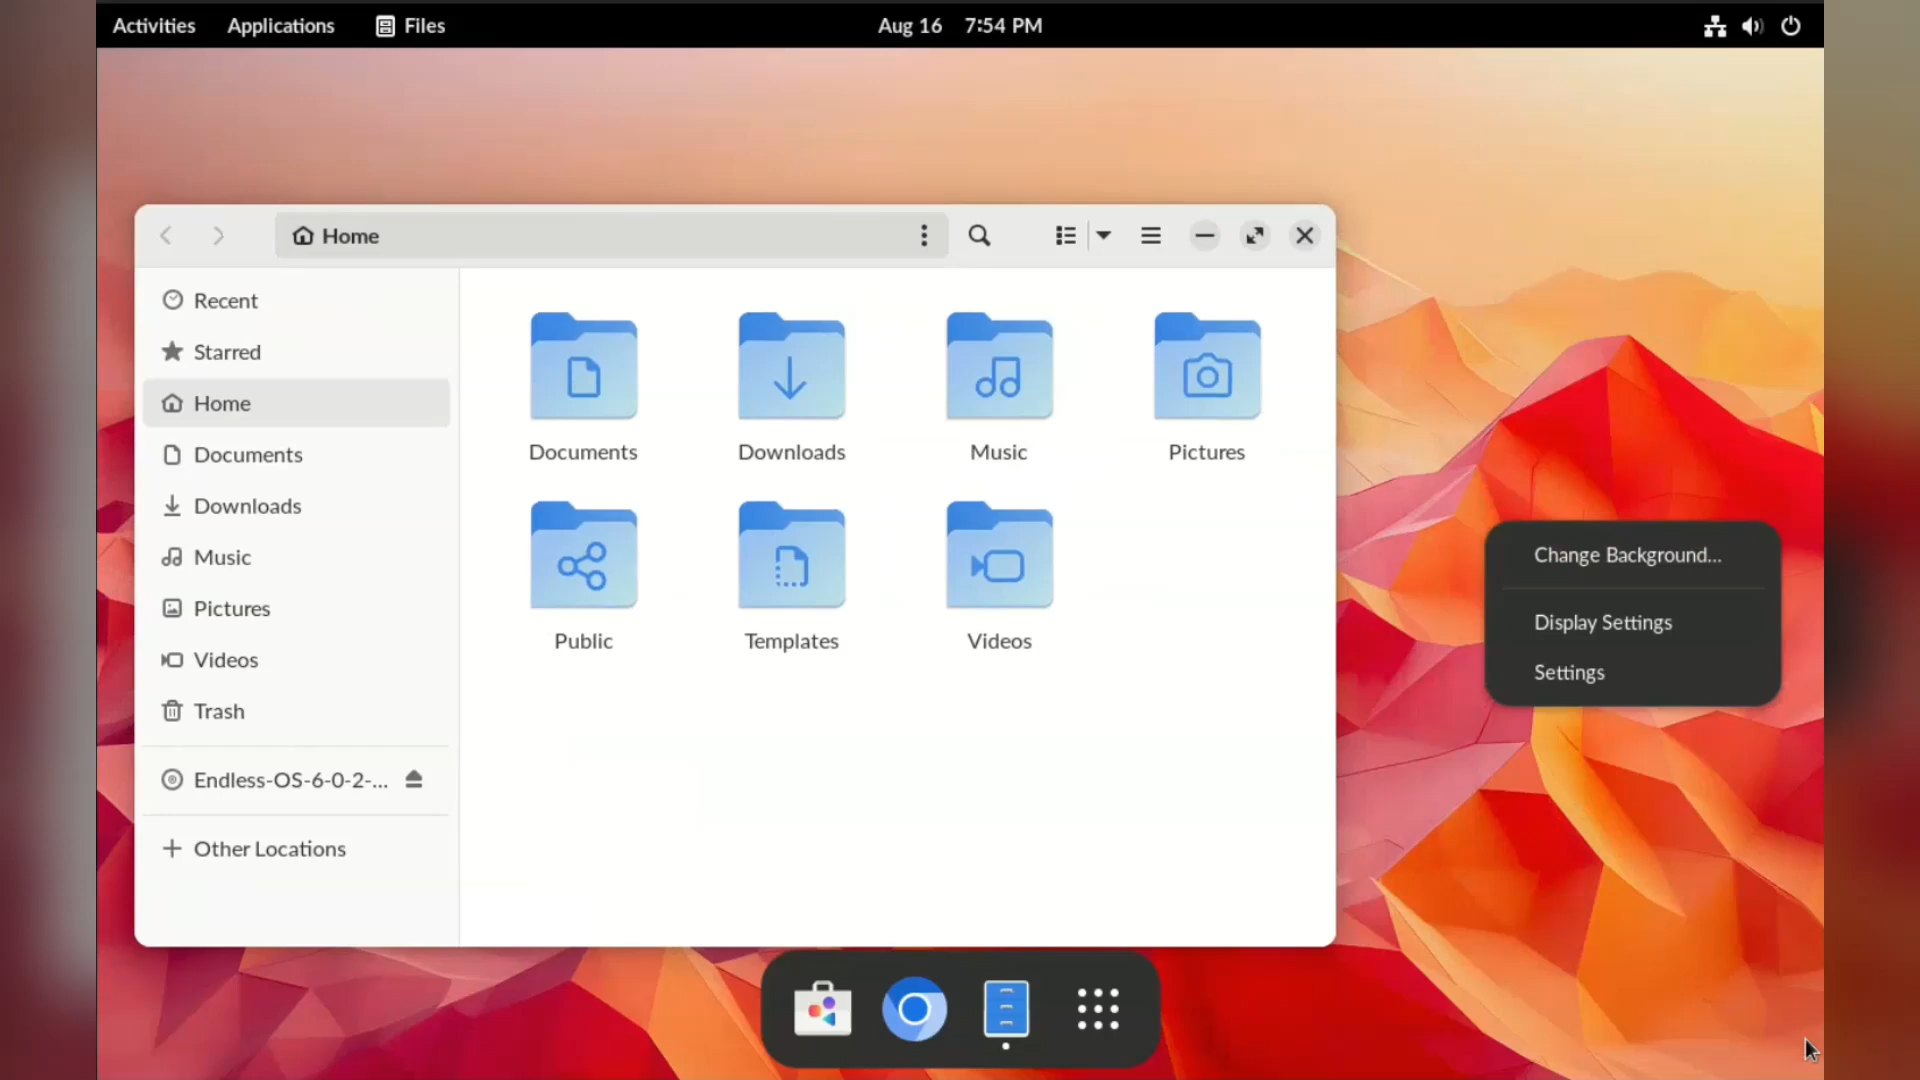 Activities Applications Files Aug 16 7:54 PM
Home
Recent
Starred
Home
Documents
Downloads
Music
Pictures
Videos
Trash
Endless-OS-6-0-2-...
Other Locations
Documents Downloads Music Pictures
Public Templates Videos
Change Background...
Display Settings
Settings